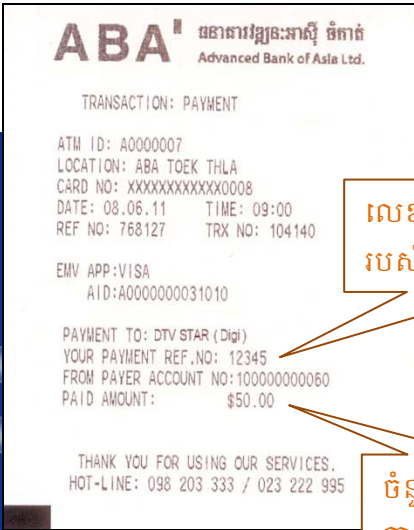 ABA' ធនាគារវឌ្ឍនៈអាស៊ី ចំកាត់
Advanced Bank of Asia Ltd.
TRANSACTION: PAYMENT
ATM ID: A0000007
LOCATION: ABA TOEK THLA
CARD NO: XXXXXXXXXXXX0008
DATE: 08.06.11 TIME: 09:00
REF NO: 768127 TRX NO: 104140
EMV APP:VISA
AID:A0000000031010
PAYMENT TO: DTV STAR (Digi)
YOUR PAYMENT REF.NO: 12345
FROM PAYER ACCOUNT NO:100000000060
PAID AMOUNT: $50.00
THANK YOU FOR USING OUR SERVICES.
HOT-LINE: 098 203 333 / 023 222 995